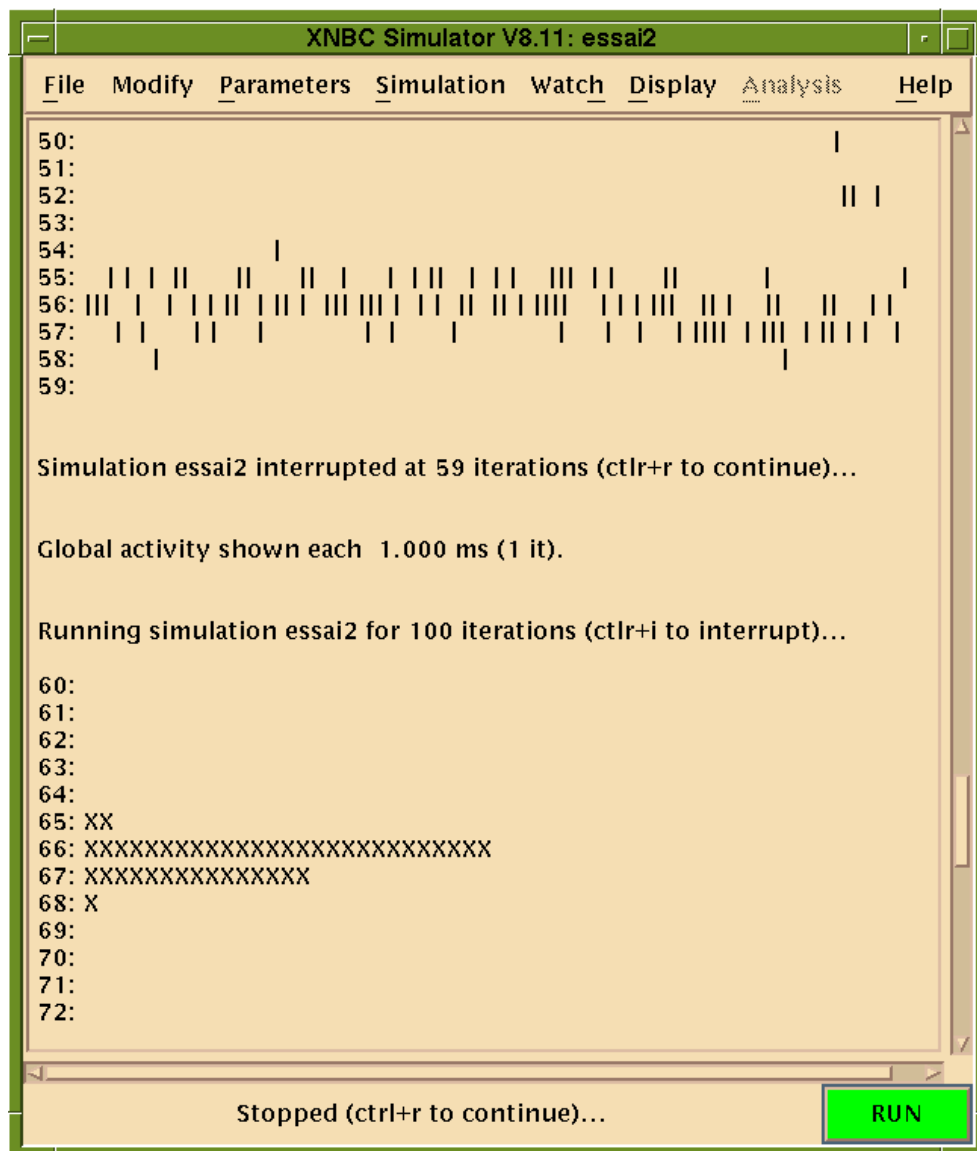 XNBC Simulator V8.11: essai2
File Modify Parameters Simulation Watch Display Analysis Help
50:
51:
52:
53:
54:
55:
56:
57:
58:
59:
Simulation essai2 interrupted at 59 iterations (ctlr+r to continue)...
Global activity shown each 1.000 ms (1 it).
Running simulation essai2 for 100 iterations (ctlr+i to interrupt)...
60:
61:
62:
63:
64:
65: XX
66: XXXXXXXXXXXXXXXXXXXXXXXXXXX
67: XXXXXXXXXXXXXXX
68: X
69:
70:
71:
72:
Stopped (ctrl+r to continue)...
RUN